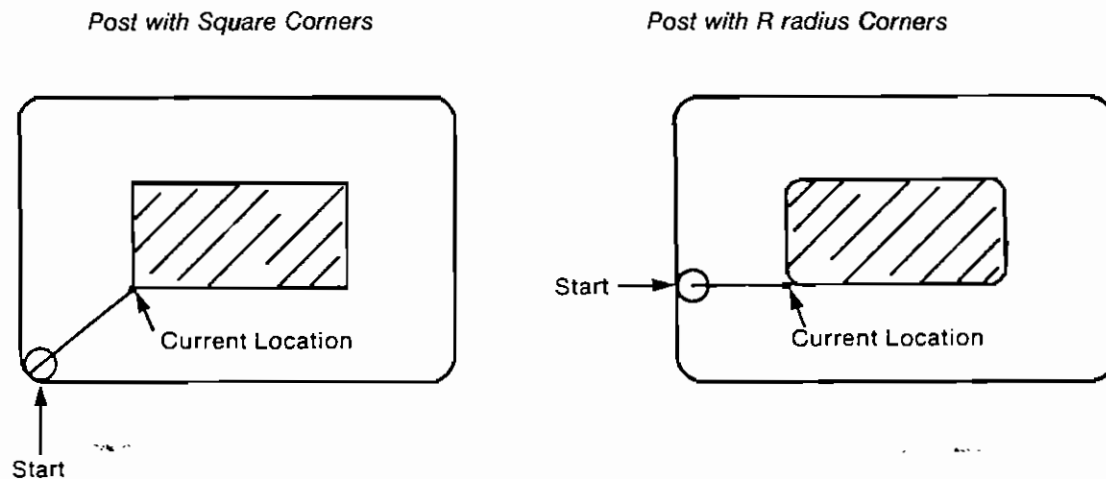 Post with Square Corners
Post with R radius Corners
Start
Current Location
Current Location
Start